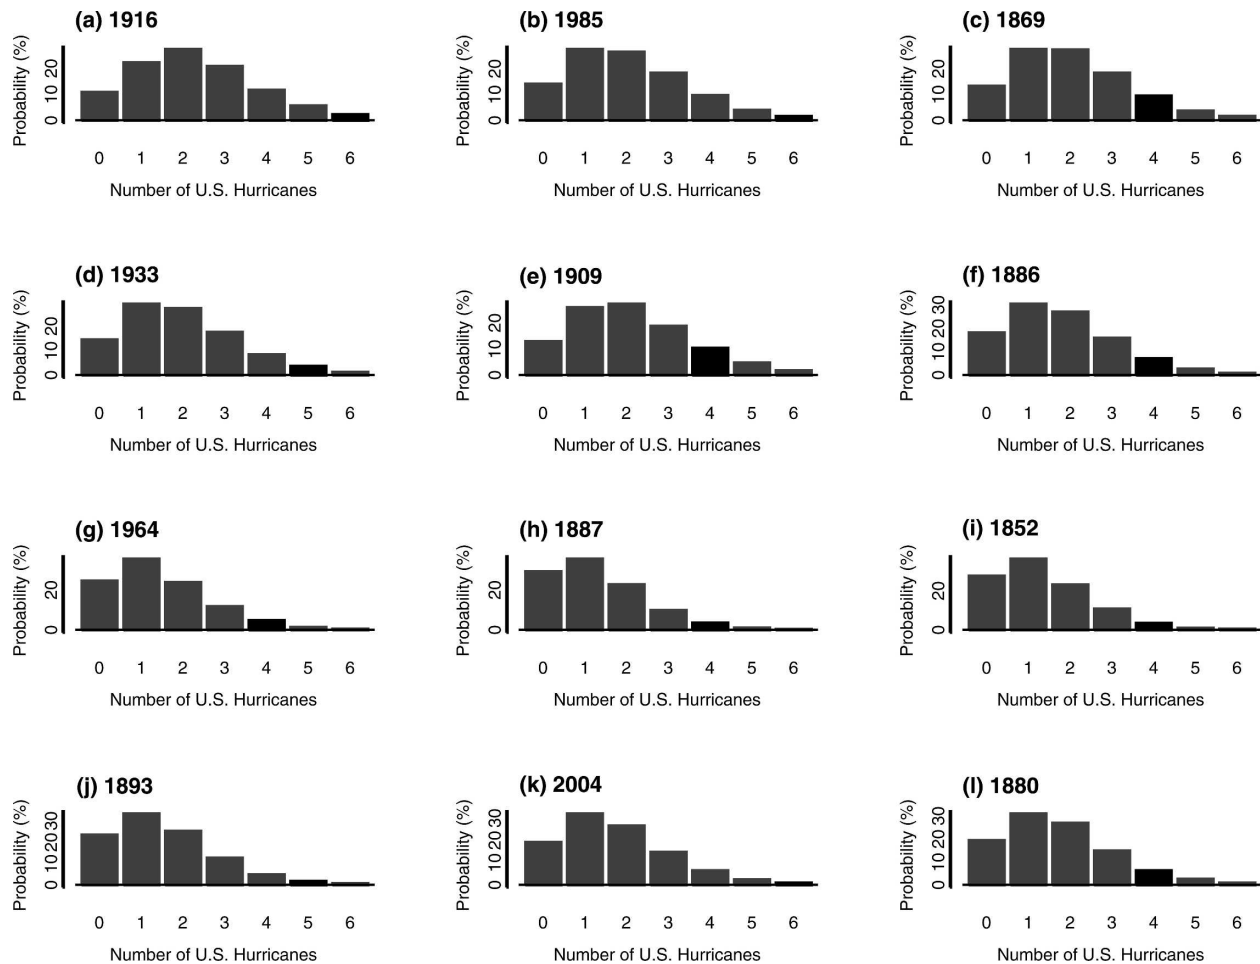 (a) 1916
Probability (%)
0 10 20
0 1 2 3 4 5 6
Number of U.S. Hurricanes
(b) 1985
Probability (%)
0 10 20
0 1 2 3 4 5 6
Number of U.S. Hurricanes
(c) 1869
Probability (%)
0 10 20
0 1 2 3 4 5 6
Number of U.S. Hurricanes
(d) 1933
Probability (%)
0 10 20
0 1 2 3 4 5 6
Number of U.S. Hurricanes
(e) 1909
Probability (%)
0 10 20
0 1 2 3 4 5 6
Number of U.S. Hurricanes
(f) 1886
Probability (%)
0 10 20 30
0 1 2 3 4 5 6
Number of U.S. Hurricanes
(g) 1964
Probability (%)
0 20
0 1 2 3 4 5 6
Number of U.S. Hurricanes
(h) 1887
Probability (%)
0 20
0 1 2 3 4 5 6
Number of U.S. Hurricanes
(i) 1852
Probability (%)
0 20
0 1 2 3 4 5 6
Number of U.S. Hurricanes
(j) 1893
Probability (%)
0 10 20 30
0 1 2 3 4 5 6
Number of U.S. Hurricanes
(k) 2004
Probability (%)
0 10 20 30
0 1 2 3 4 5 6
Number of U.S. Hurricanes
(l) 1880
Probability (%)
0 10 20 30
0 1 2 3 4 5 6
Number of U.S. Hurricanes